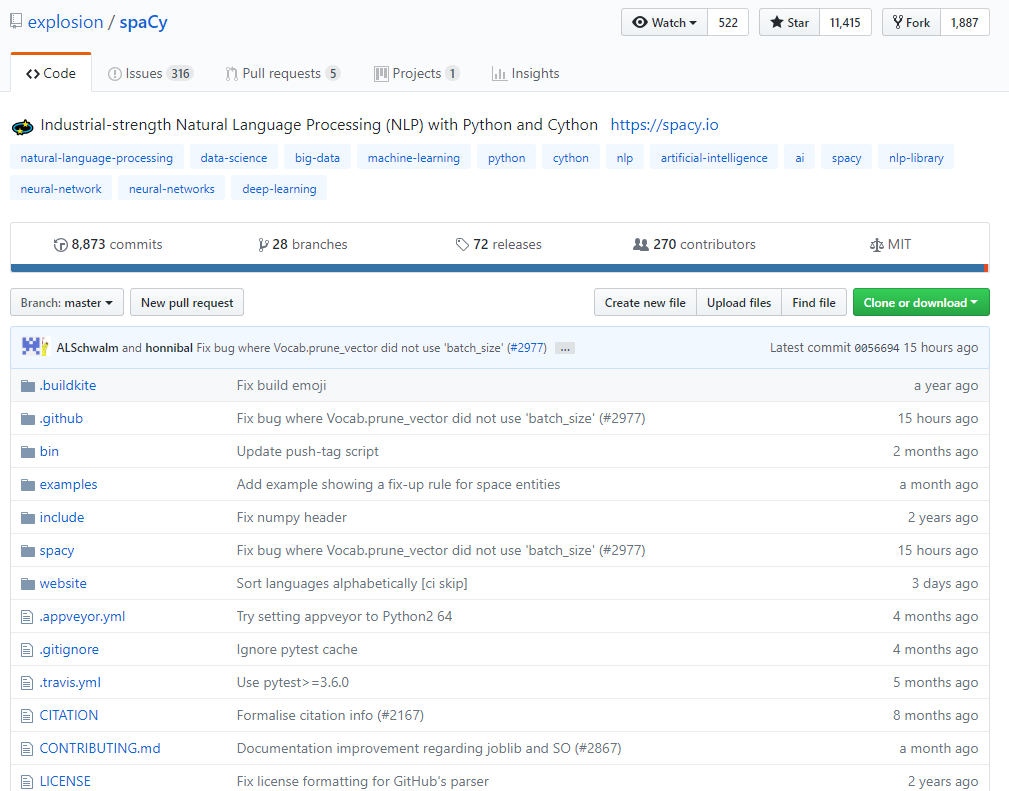 explosion / spaCy Watch 522 Star 11,415 Fork 1,887
Code Issues 316 Pull requests 5 Projects 1 Insights
Industrial-strength Natural Language Processing (NLP) with Python and Cython https://spacy.io
natural-language-processing data-science big-data machine-learning python cython nlp artificial-intelligence ai spacy nlp-library
neural-network neural-networks deep-learning
8,873 commits 28 branches 72 releases 270 contributors MIT
Branch: master New pull request Create new file Upload files Find file Clone or download
ALSchwalm and honnibal Fix bug where Vocab.prune_vector did not use 'batch_size' (#2977) ... Latest commit 0056694 15 hours ago
.buildkite Fix build emoji a year ago
.github Fix bug where Vocab.prune_vector did not use 'batch_size' (#2977) 15 hours ago
bin Update push-tag script 2 months ago
examples Add example showing a fix-up rule for space entities a month ago
include Fix numpy header 2 years ago
spacy Fix bug where Vocab.prune_vector did not use 'batch_size' (#2977) 15 hours ago
website Sort languages alphabetically [ci skip] 3 days ago
.appveyor.yml Try setting appveyor to Python2 64 4 months ago
.gitignore Ignore pytest cache 4 months ago
.travis.yml Use pytest>=3.6.0 5 months ago
CITATION Formalise citation info (#2167) 8 months ago
CONTRIBUTING.md Documentation improvement regarding joblib and SO (#2867) a month ago
LICENSE Fix license formatting for GitHub's parser 2 years ago